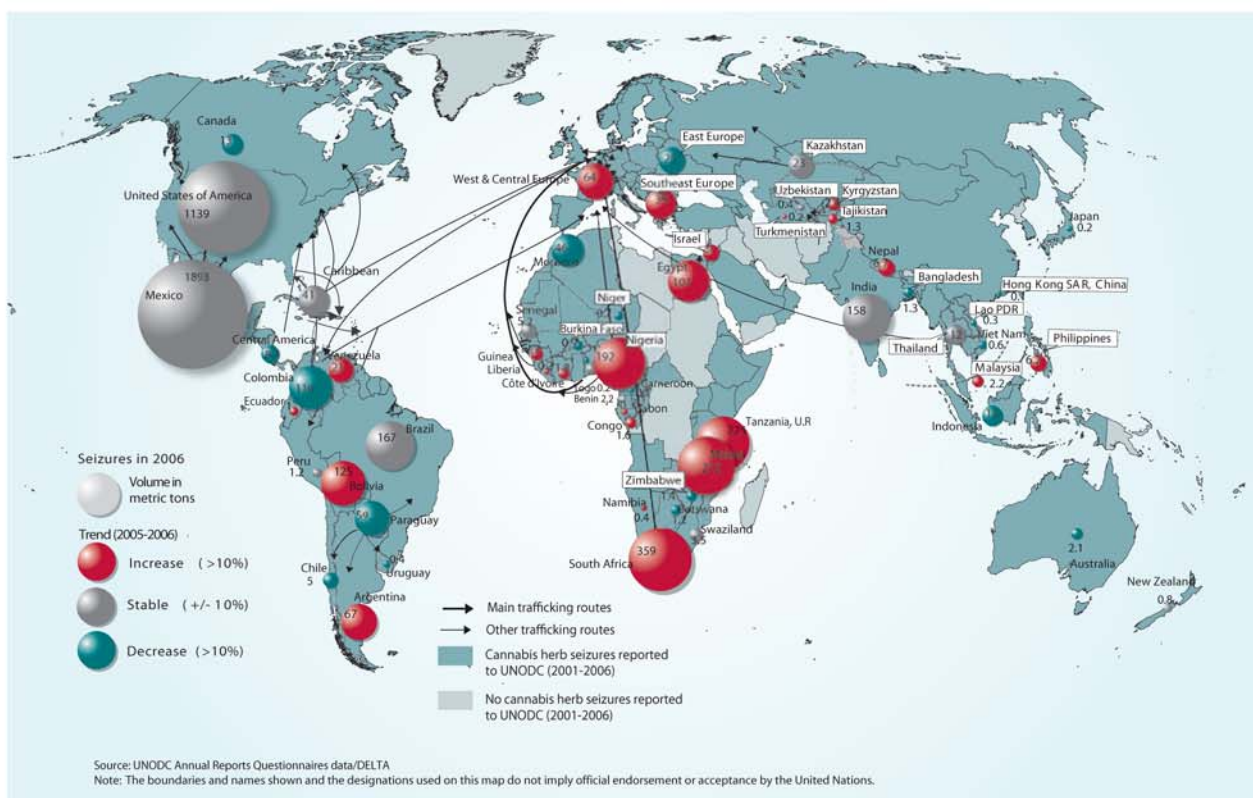 Canada
United States of America
1139
1893
Mexico
Caribbean
41
Central America
Venezuela
Colombia
Ecuador
167
Brazil
Peru
1.2
125
Bolivia
59
Paraguay
0.4
Uruguay
Chile
5
Argentina
67
West & Central Europe
64
East Europe
Southeast Europe
Kazakhstan
23
Uzbekistan
0.4
Kyrgyzstan
0.2
Tajikistan
1.3
Turkmenistan
Israel
Egypt
Nepal
India
158
Bangladesh
1.3
Japan
0.2
Hong Kong SAR, China
Lao PDR
0.3
Viet Nam
0.6
12
Thailand
Philippines
6
Malaysia
2.2
Indonesia
Senegal
Niger
Burkina Faso
Nigeria
192
Guinea
Liberia
Côte d'Ivoire
Togo 0.2
Benin 2.2
Cameroon
Gabon
Congo
1.6
Tanzania, U.R
Zimbabwe
1.4
Namibia
0.4
Botswana
Swaziland
South Africa
359
2.1
Australia
New Zealand
0.8
Seizures in 2006
Volume in
metric tons
Trend (2005-2006)
Increase (>10%)
Stable (+/- 10%)
Decrease (>10%)
Main trafficking routes
Other trafficking routes
Cannabis herb seizures reported
to UNODC (2001-2006)
No cannabis herb seizures reported
to UNODC (2001-2006)
Source: UNODC Annual Reports Questionnaires data/DELTA
Note: The boundaries and names shown and the designations used on this map do not imply official endorsement or acceptance by the United Nations.